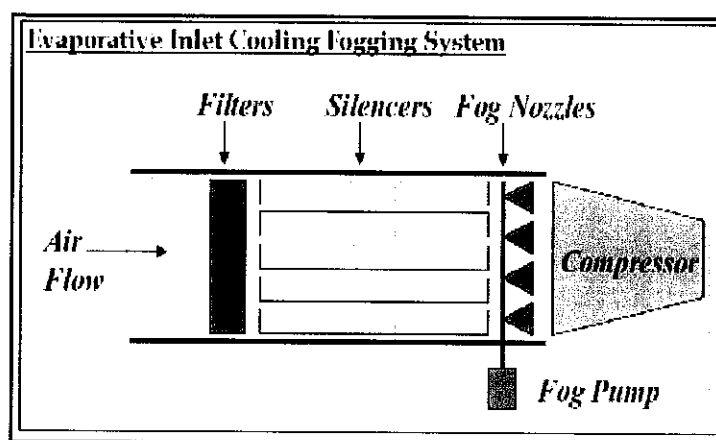 Evaporative Inlet Cooling Fogging System
Filters Silencers Fog Nozzles
Air
Flow
Compressor
Fog Pump